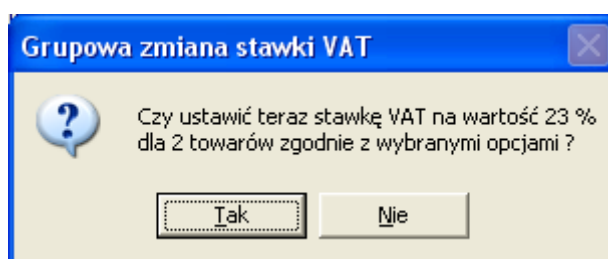 Grupowa zmiana stawki VAT
Czy ustawić teraz stawkę VAT na wartość 23 %
dla 2 towarów zgodnie z wybranymi opcjami ?
Tak
Nie